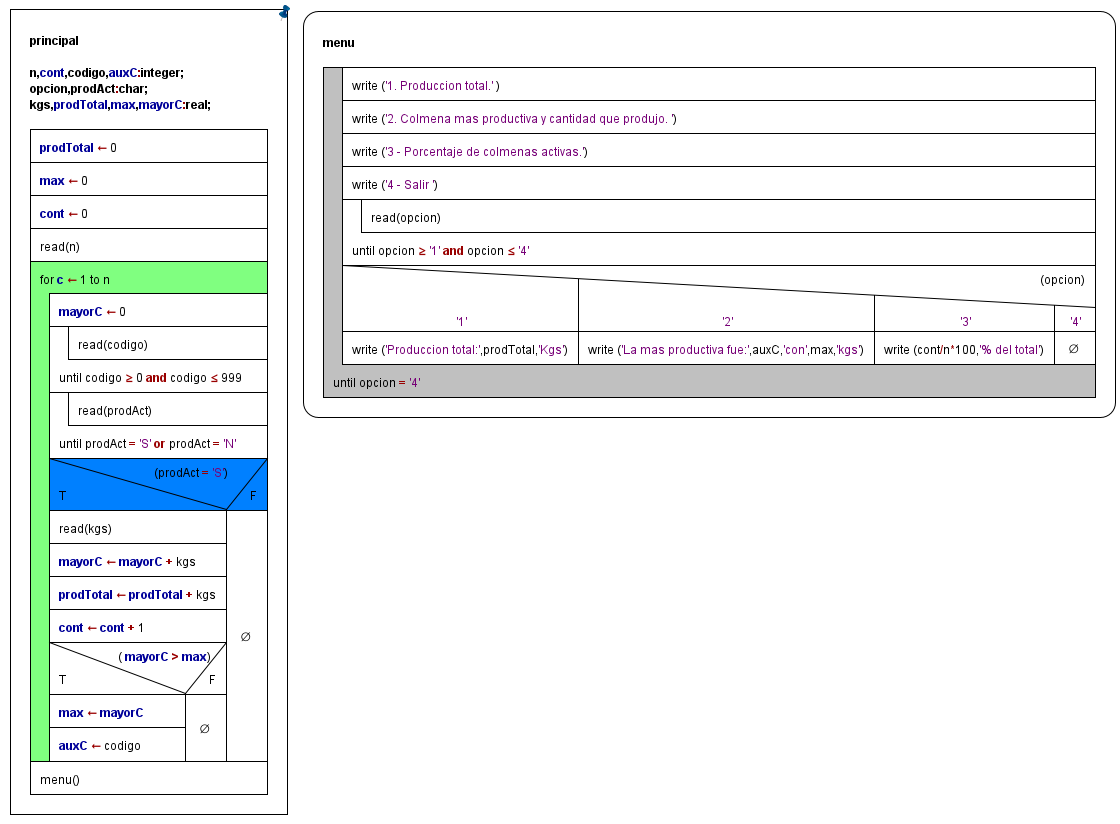 principal
n,cont,codigo,auxC:integer;
opcion,prodAct:char;
kgs,prodTotal,max,mayorC:real;
prodTotal ← 0
max ← 0
cont ← 0
read(n)
for c ← 1 to n
mayorC ← 0
read(codigo)
until codigo ≥ 0 and codigo ≤ 999
read(prodAct)
until prodAct = 'S' or prodAct = 'N'
(prodAct = 'S')
T F
read(kgs)
mayorC ← mayorC + kgs
prodTotal ← prodTotal + kgs
cont ← cont + 1
∅
(mayorC > max)
T F
max ← mayorC
∅
auxC ← codigo
menu()
menu
write ('1. Produccion total.' )
write ('2. Colmena mas productiva y cantidad que produjo. ')
write ('3 - Porcentaje de colmenas activas.')
write ('4 - Salir ')
read(opcion)
until opcion ≥ '1' and opcion ≤ '4'
(opcion)
'1' '2' '3' '4'
write ('Produccion total:',prodTotal,'Kgs') write ('La mas productiva fue:',auxC,'con',max,'kgs') write (cont/n*100,'% del total') ∅
until opcion = '4'